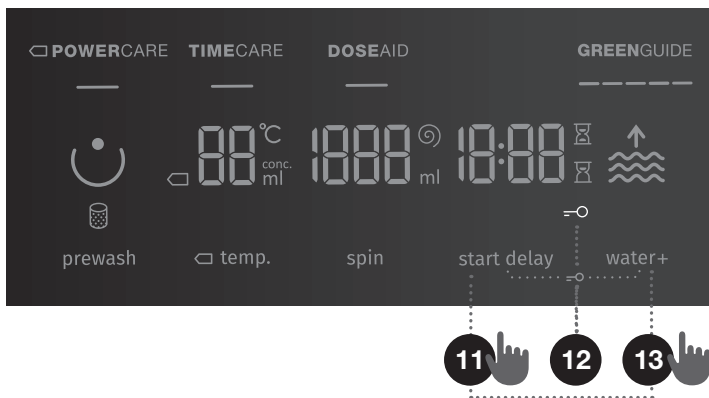 POWERCARE TIMECARE DOSEAID GREENGUIDE
88 °C 1888 18:88
conc.
ml ml
prewash temp. spin start delay water+
11 12 13